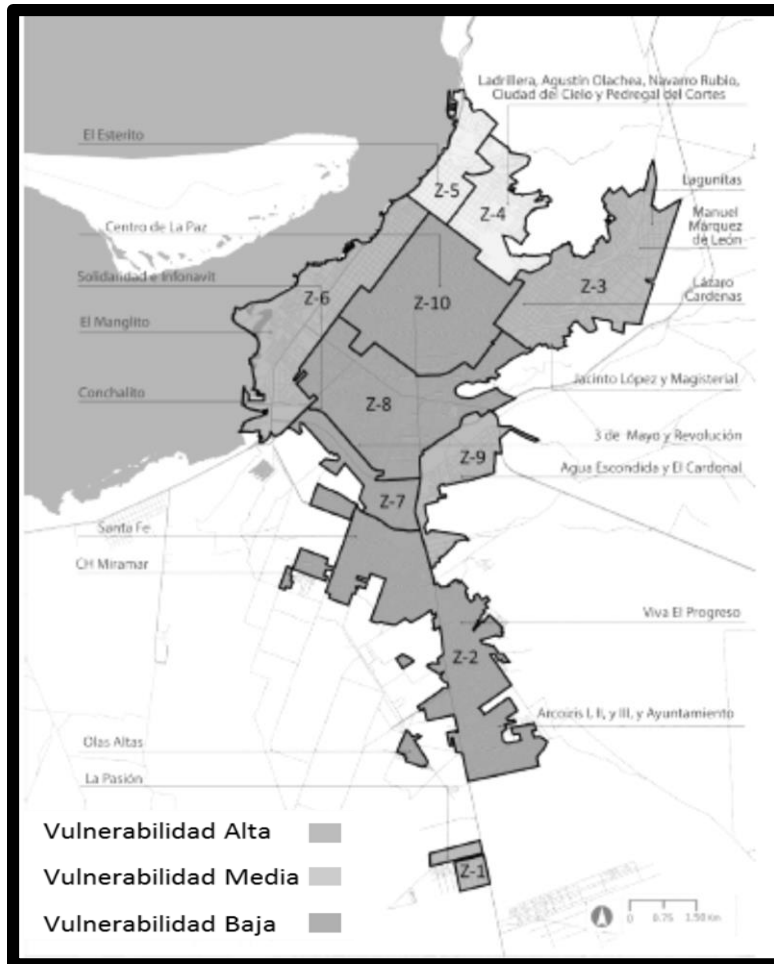 Ladrillera, Agustín Olachea, Navarro Rubio,
Ciudad del Cielo y Pedregal del Cortes
El Esterito
Z-5
Lagunitas
Z-4
Manuel
Márquez
de León
Centro de La Paz
Solidaridad e Infonavit
Z-6
Z-10
Z-3
Lázaro
Cardenas
El Manglito
Jacinto López y Magisterial
Conchalito
Z-8
3 de Mayo y Revolución
Z-9
Agua Escondida y El Cardonal
Z-7
Santa Fe
CH Miramar
Viva El Progreso
Z-2
Arcoiris I, II, y III, y Ayuntamiento
Olas Altas
La Pasión
Vulnerabilidad Alta
Vulnerabilidad Media
Vulnerabilidad Baja
Z-1
0 0.75 1.50 Km